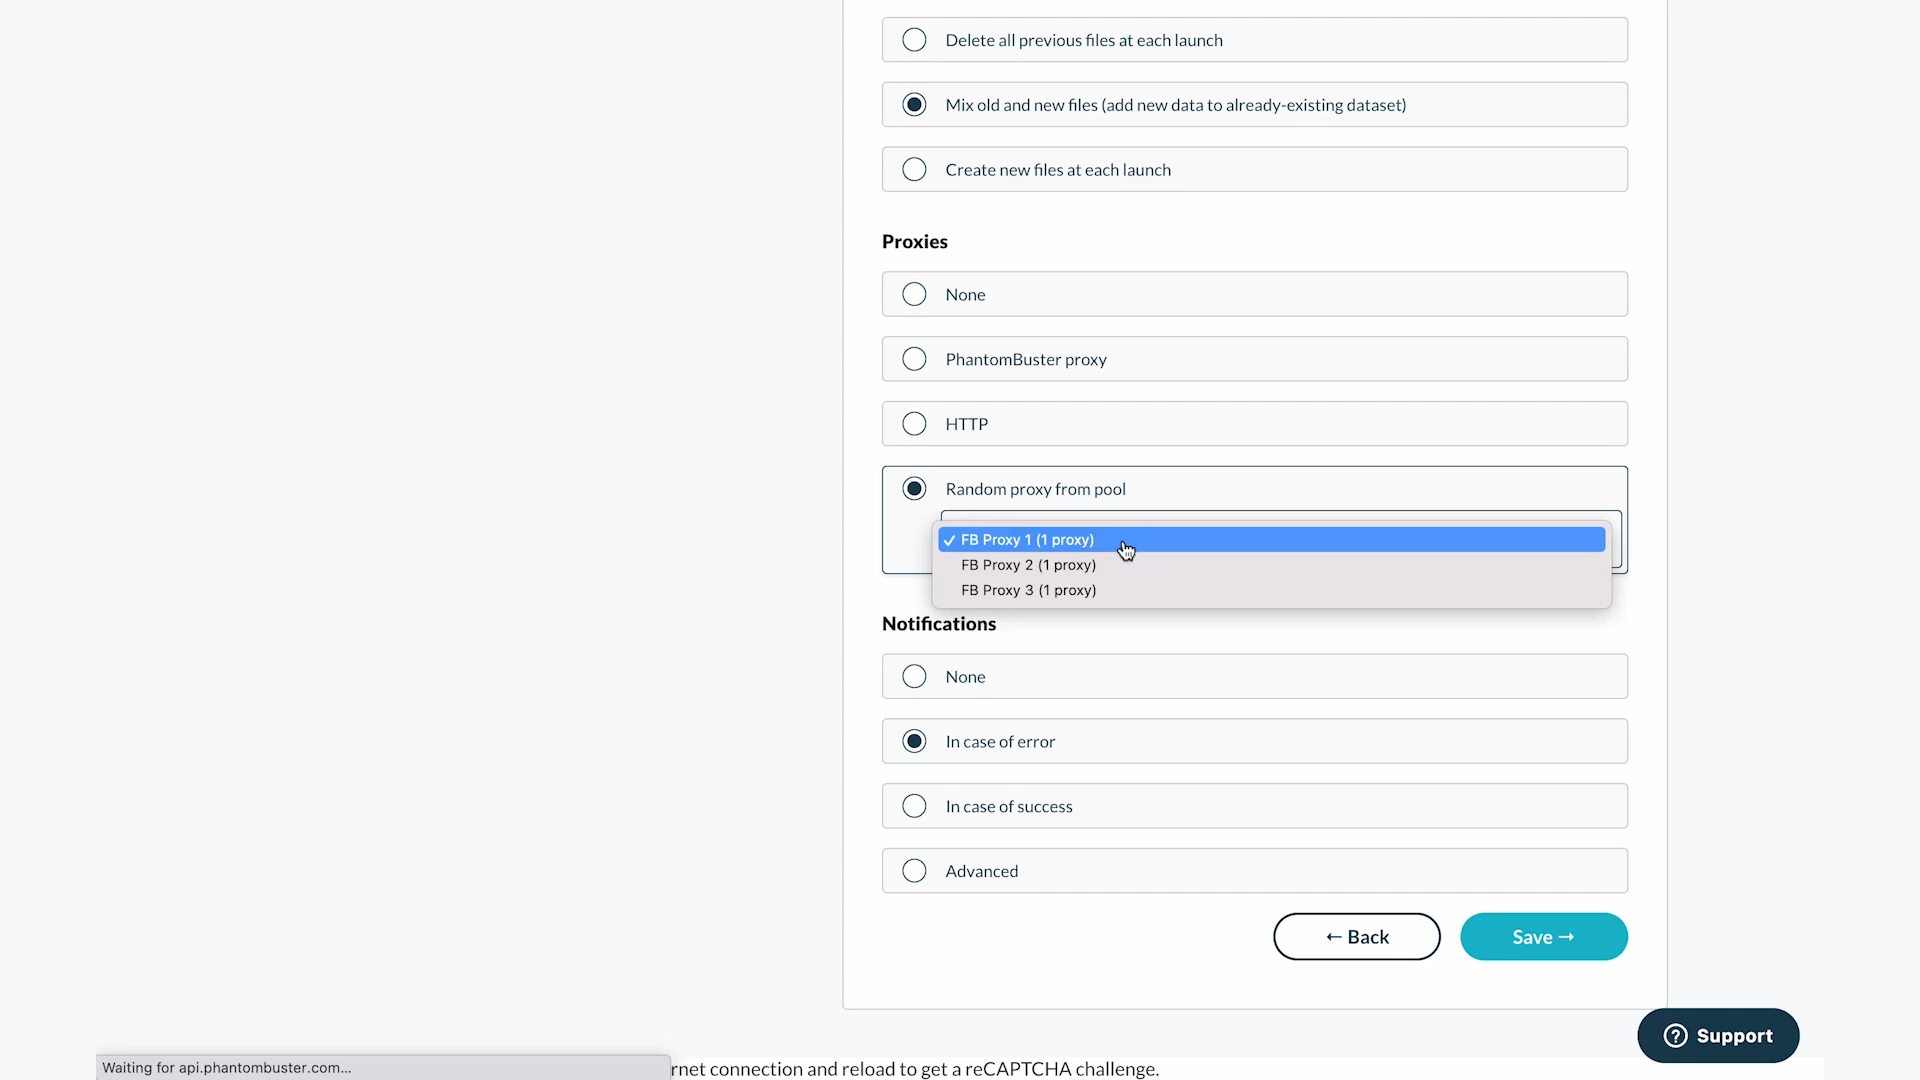 Delete all previous files at each launch
Mix old and new files (add new data to already-existing dataset)
Create new files at each launch
Proxies
None
PhantomBuster proxy
HTTP
Random proxy from pool
✓ FB Proxy 1 (1 proxy)
FB Proxy 2 (1 proxy)
FB Proxy 3 (1 proxy)
Notifications
None
In case of error
In case of success
Advanced
← Back
Save →
? Support
Waiting for api.phantombuster.com...
rnet connection and reload to get a reCAPTCHA challenge.